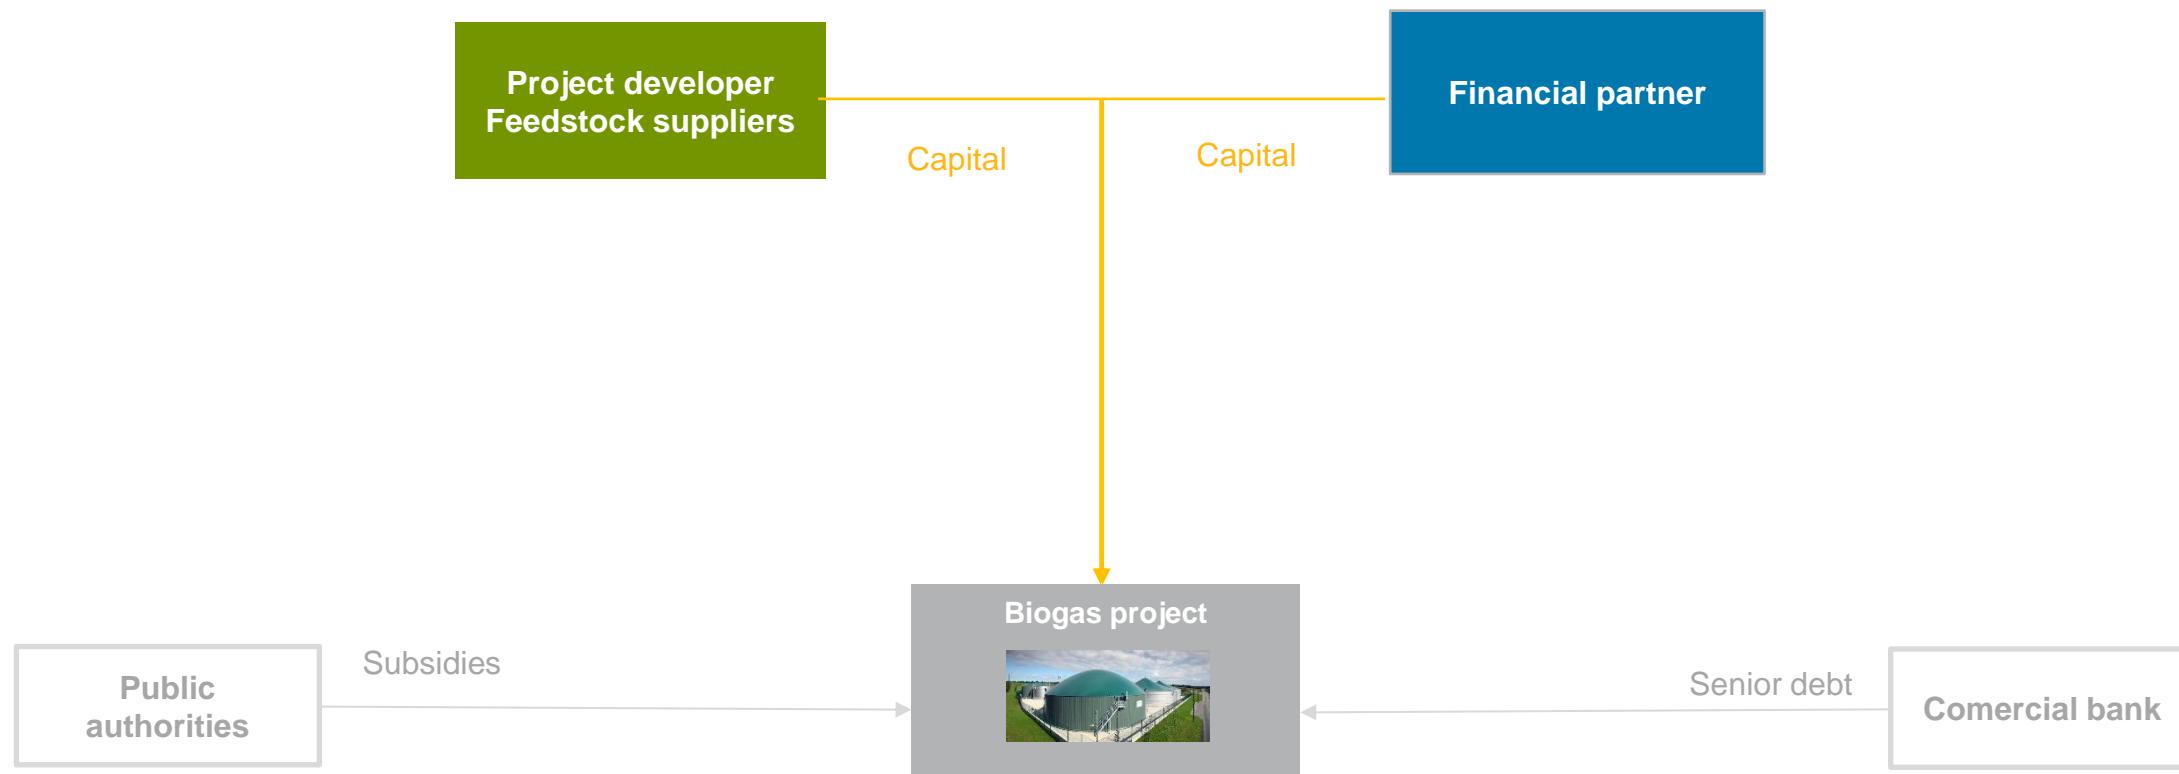 Project developer
Feedstock suppliers
Financial partner
Capital
Capital
Biogas project
Public
authorities
Subsidies
Senior debt
Comercial bank